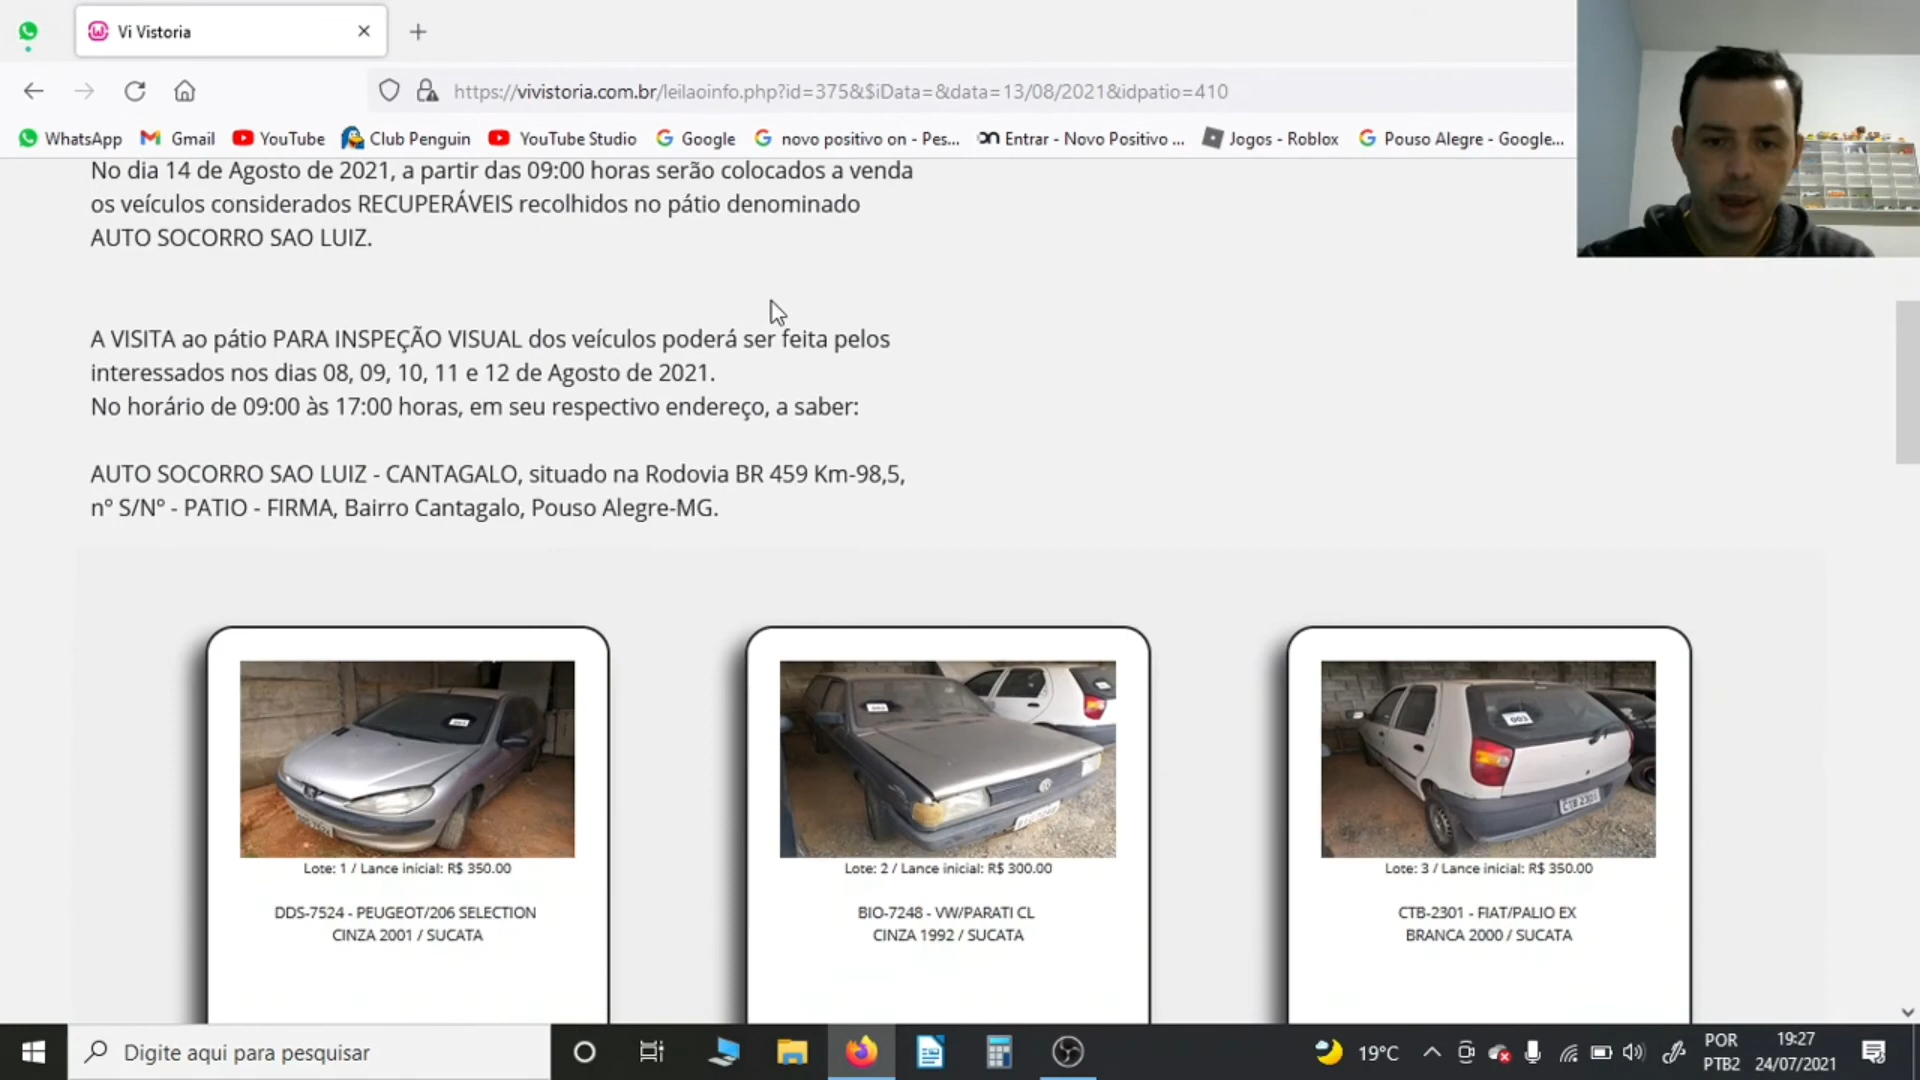 Vi Vistoria
https://vivistoria.com.br/leilaoinfo.php?id=375&$iData=&data=13/08/2021&idpatio=410
WhatsApp Gmail YouTube Club Penguin YouTube Studio Google novo positivo on - Pes... Entrar - Novo Positivo ... Jogos - Roblox Pouso Alegre - Google...
No dia 14 de Agosto de 2021, a partir das 09:00 horas serão colocados a venda
os veículos considerados RECUPERÁVEIS recolhidos no pátio denominado
AUTO SOCORRO SAO LUIZ.
A VISITA ao pátio PARA INSPEÇÃO VISUAL dos veículos poderá ser feita pelos
interessados nos dias 08, 09, 10, 11 e 12 de Agosto de 2021.
No horário de 09:00 às 17:00 horas, em seu respectivo endereço, a saber:
AUTO SOCORRO SAO LUIZ - CANTAGALO, situado na Rodovia BR 459 Km-98,5,
nº S/Nº - PATIO - FIRMA, Bairro Cantagalo, Pouso Alegre-MG.
003
CTB 2301
Lote: 1 / Lance inicial: R$ 350.00
DDS-7524 - PEUGEOT/206 SELECTION
CINZA 2001 / SUCATA
Lote: 2 / Lance inicial: R$ 300.00
BIO-7248 - VW/PARATI CL
CINZA 1992 / SUCATA
Lote: 3 / Lance inicial: R$ 350.00
CTB-2301 - FIAT/PALIO EX
BRANCA 2000 / SUCATA
Digite aqui para pesquisar
19°C
POR
PTB2
19:27
24/07/2021